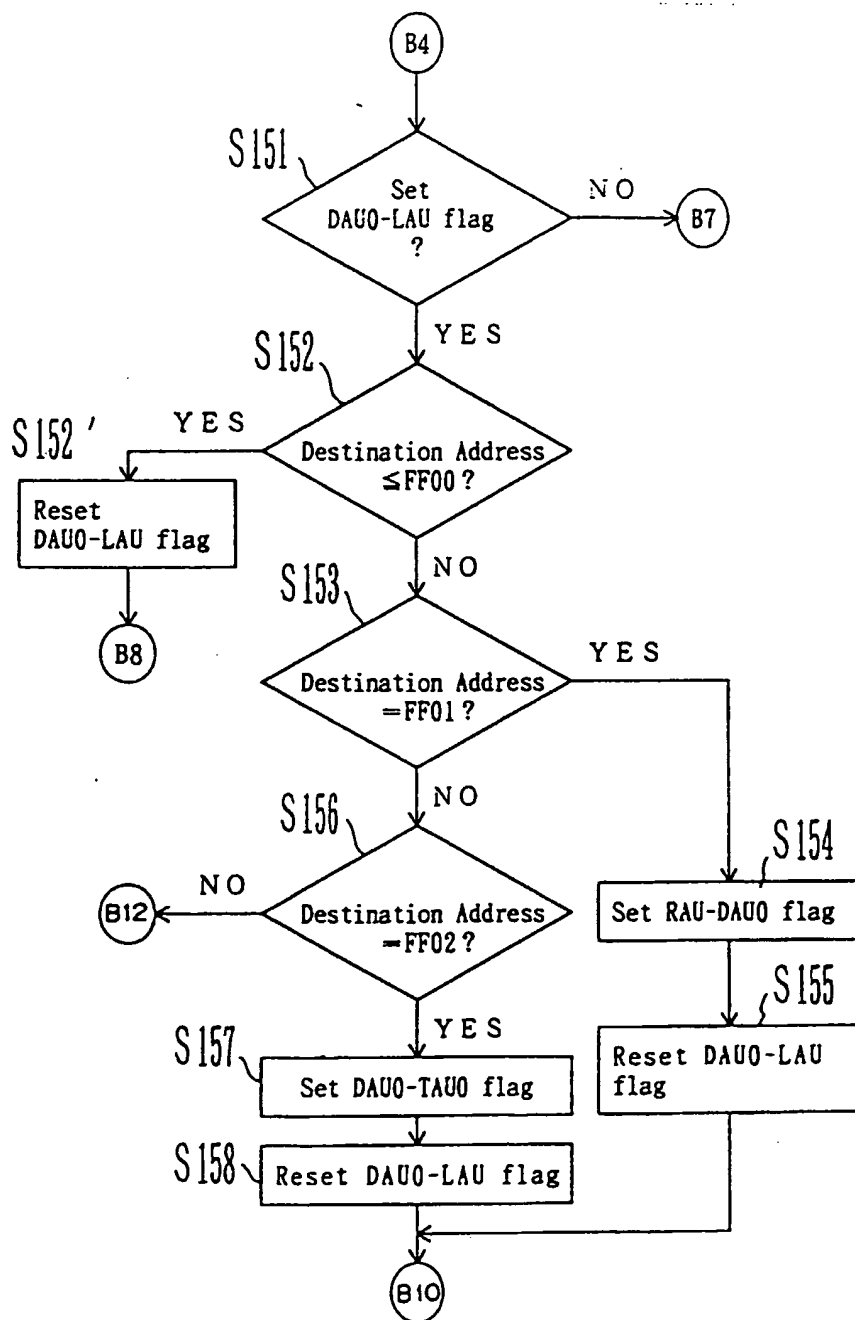 B4
S151
Set
DAU0-LAU flag
?
NO
B7
YES
S152
Destination Address
≦FF00?
YES
S152'
Reset
DAU0-LAU flag
B8
NO
S153
Destination Address
=FF01?
YES
NO
S156
Destination Address
=FF02?
NO
B12
S154
Set RAU-DAU0 flag
S155
Reset DAU0-LAU
flag
YES
S157
Set DAU0-TAU0 flag
S158
Reset DAU0-LAU flag
B10